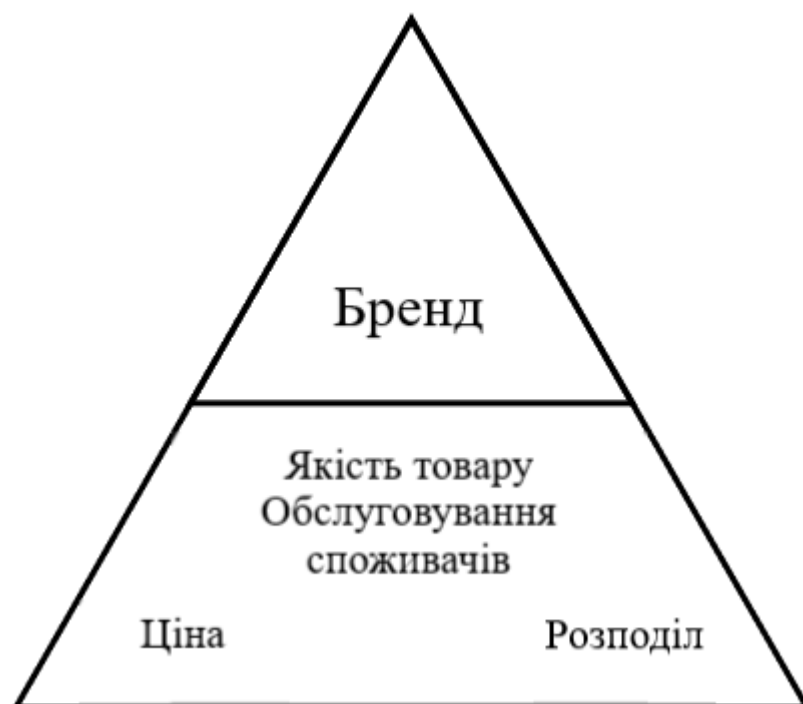 Бренд
Якість товару
Обслуговування
споживачів
Ціна Розподіл